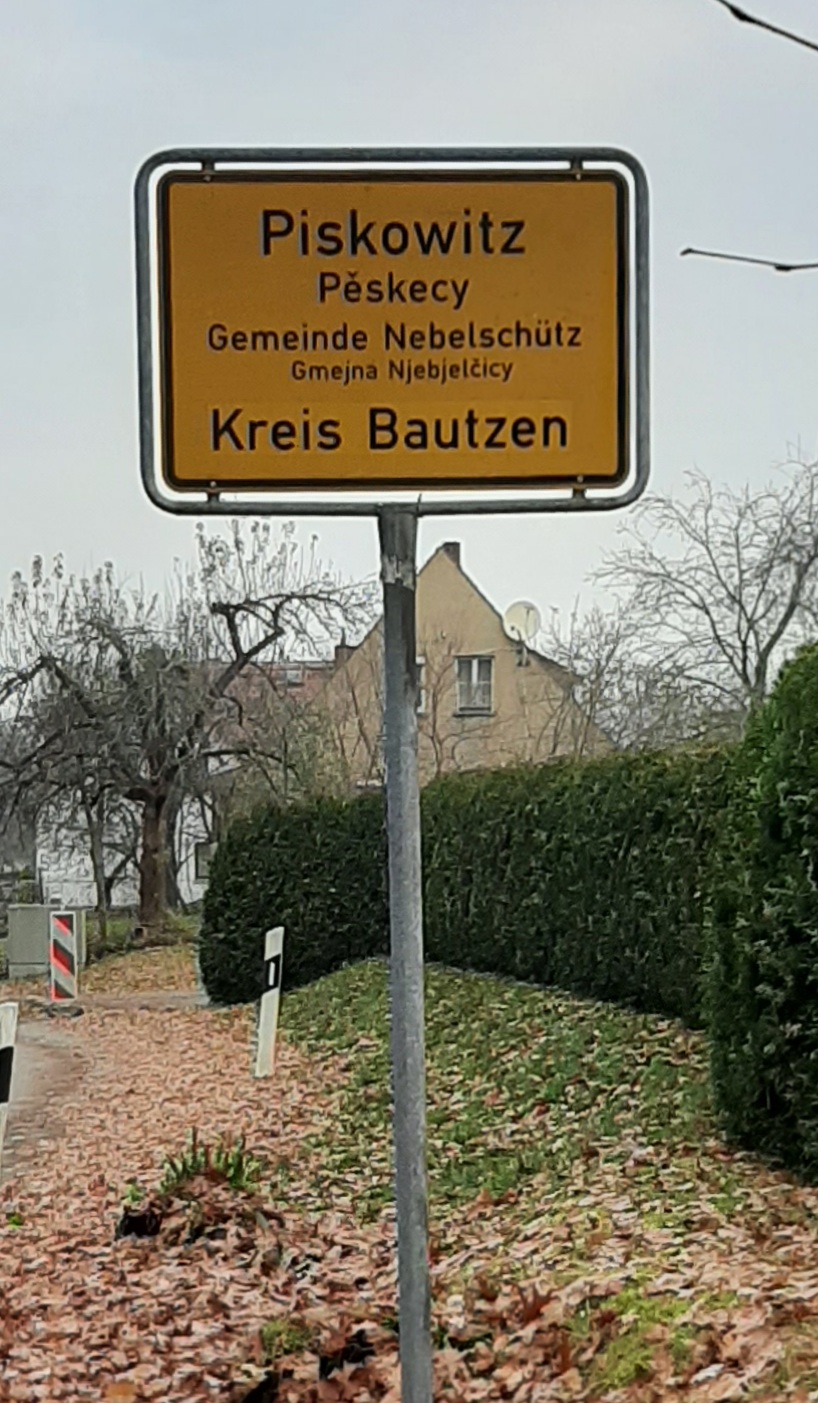 Piskowitz
Pěskecy
Gemeinde Nebelschütz
Gmejna Njebjelčicy
Kreis Bautzen